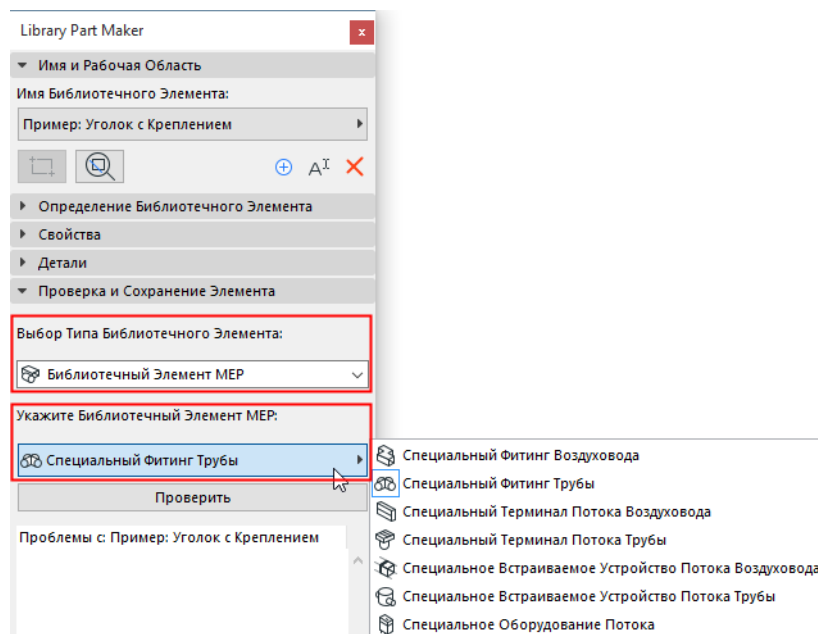 Library Part Maker
x
Имя и Рабочая Область
Имя Библиотечного Элемента:
Пример: Уголок с Креплением
Определение Библиотечного Элемента
Свойства
Детали
Проверка и Сохранение Элемента
Выбор Типа Библиотечного Элемента:
Библиотечный Элемент MEP
Укажите Библиотечный Элемент MEP:
Специальный Фитинг Трубы
Проверить
Проблемы с: Пример: Уголок с Креплением
Специальный Фитинг Воздуховода
Специальный Фитинг Трубы
Специальный Терминал Потока Воздуховода
Специальный Терминал Потока Трубы
Специальное Встраиваемое Устройство Потока Воздуховода
Специальное Встраиваемое Устройство Потока Трубы
Специальное Оборудование Потока